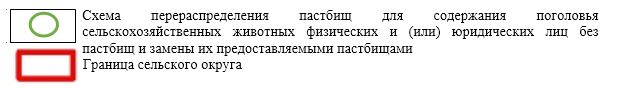 Схема перераспределения пастбищ для содержания поголовья
сельскохозяйственных животных физических и (или) юридических лиц без
пастбищ и замены их предоставляемыми пастбищами
Граница сельского округа